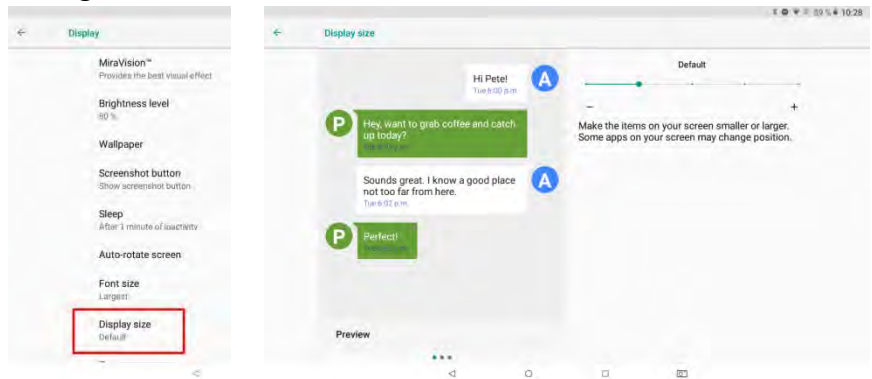 Display
MiraVision™
Provides the best visual effect
Brightness level
80 %
Wallpaper
Screenshot button
Show screenshot button
Sleep
After 1 minute of inactivity
Auto-rotate screen
Font size
Largest
Display size
Default
89 % 10:28
Display size
Hi Pete!
Tue 6:00 p.m.
A
P
Hey, want to grab coffee and catch
up today?
Sounds great. I know a good place
not too far from here.
Tue 6:02 p.m.
A
P
Perfect!
Preview
Default
Make the items on your screen smaller or larger.
Some apps on your screen may change position.